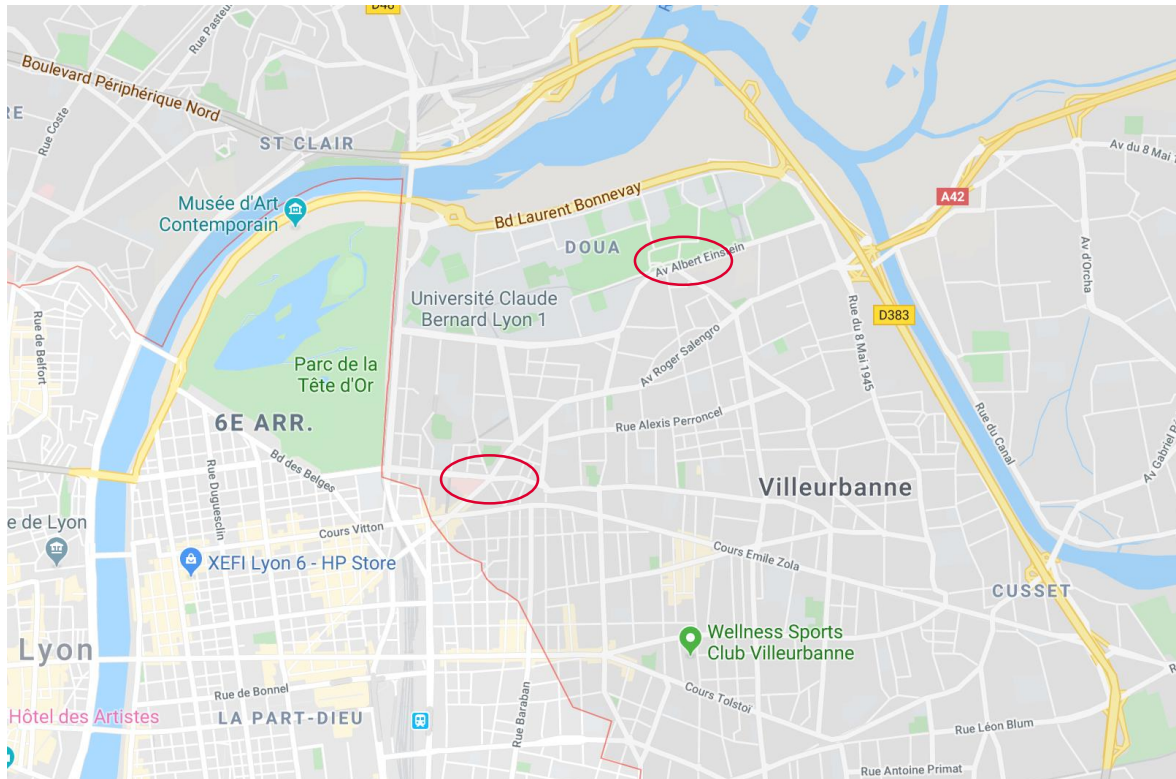 D48
Rue Pasteur
Boulevard Périphérique Nord
RE
Rue Coste
ST CLAIR
Av du 8 Mai 1
A42
Musée d'Art
Contemporain
Bd Laurent Bonnevay
DOUA
Av Albert Einstein
Av d'Orcha
Université Claude
Bernard Lyon 1
D383
Rue de Belfort
Rue du 8 Mai 1945
Av Roger Salengro
Parc de la
Tête d'Or
6E ARR.
Rue Alexis Perroncel
Rue du Canal
Av Gabriel
Bd des Belges
Rue Duguesclin
Villeurbanne
e de Lyon
Cours Vitton
XEFI Lyon 6 - HP Store
Cours Emile Zola
CUSSET
Lyon
Wellness Sports
Club Villeurbanne
Rue de Bonnel
Cours Tolstoï
Hôtel des Artistes
LA PART-DIEU
Rue Baraban
Rue Léon Blum
Rue Antoine Primat